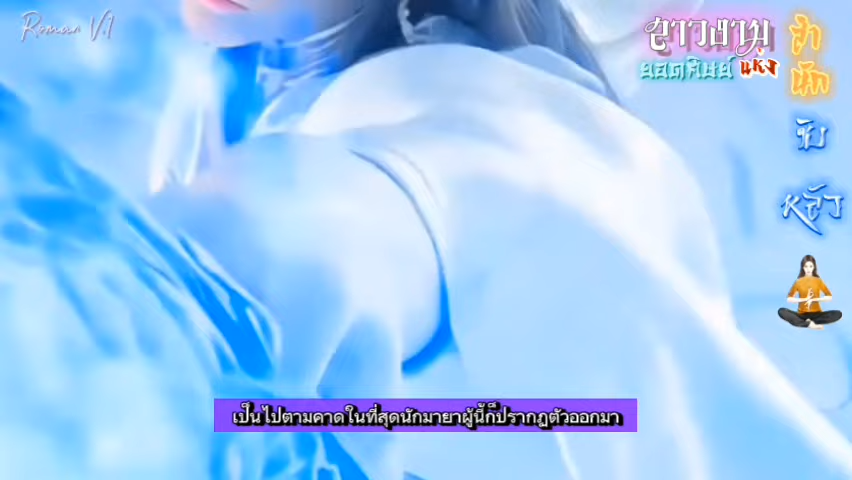 Roman V.1
สาวงาม
ยอดพิษย์ แห่ง
สำ
นัก
ขับ
หลิว
เป็นไปตามคาดในที่สุดนักมายาผู้นี้ก็ปรากฏตัวออกมา